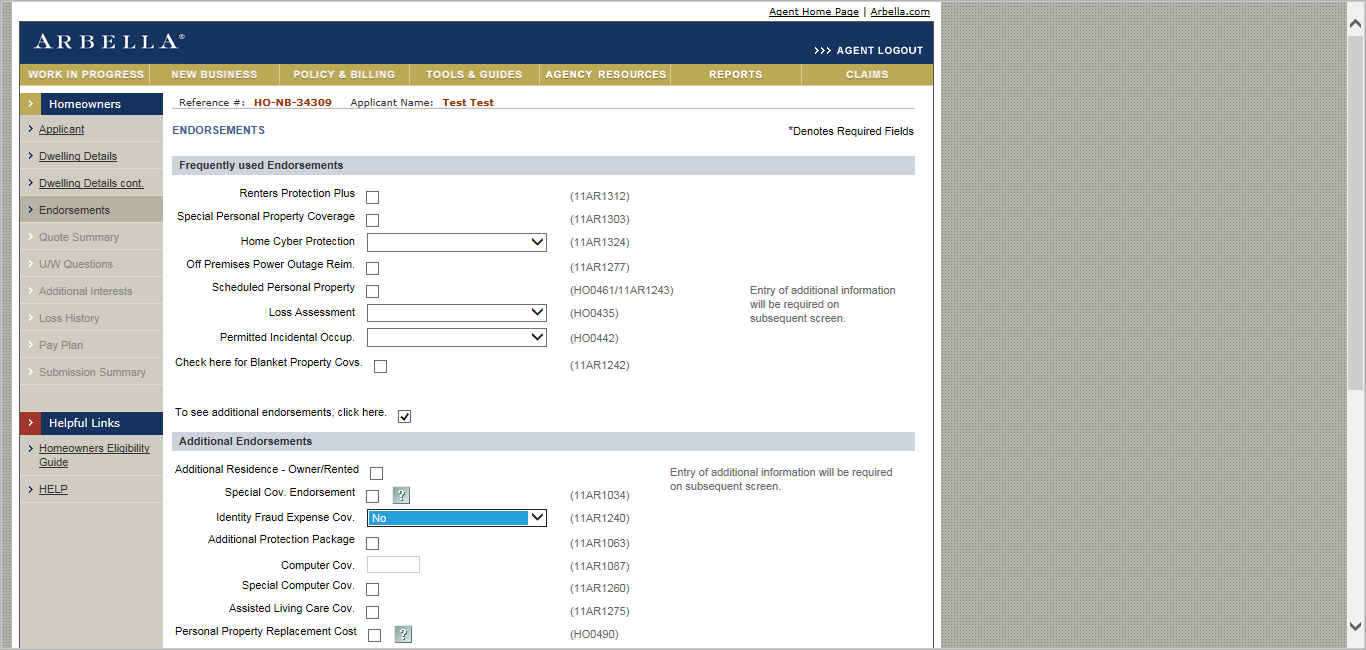 Agent Home Page | Arbella.com
ARBELLA®
>>> AGENT LOGOUT
WORK IN PROGRESS NEW BUSINESS POLICY & BILLING TOOLS & GUIDES AGENCY RESOURCES REPORTS CLAIMS
Homeowners
Applicant
Dwelling Details
Dwelling Details cont.
Endorsements
Quote Summary
U/W Questions
Additional Interests
Loss History
Pay Plan
Submission Summary
Helpful Links
Homeowners Eligibility
Guide
HELP
Reference #: HO-NB-34309 Applicant Name: Test Test
ENDORSEMENTS
*Denotes Required Fields
Frequently used Endorsements
Renters Protection Plus (11AR1312)
Special Personal Property Coverage (11AR1303)
Home Cyber Protection (11AR1324)
Off Premises Power Outage Reim. (11AR1277)
Scheduled Personal Property (HO0461/11AR1243)
Entry of additional information
will be required on
subsequent screen.
Loss Assessment (HO0435)
Permitted Incidental Occup. (HO0442)
Check here for Blanket Property Covs. (11AR1242)
To see additional endorsements, click here.
Additional Endorsements
Additional Residence - Owner/Rented
Entry of additional information will be required
on subsequent screen.
Special Cov. Endorsement ? (11AR1034)
Identity Fraud Expense Cov. No (11AR1240)
Additional Protection Package (11AR1063)
Computer Cov. (11AR1087)
Special Computer Cov. (11AR1260)
Assisted Living Care Cov. (11AR1275)
Personal Property Replacement Cost ? (HO0490)